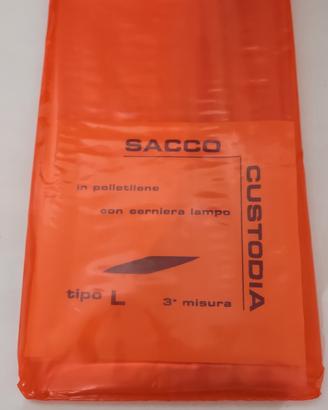 SACCO
CUSTODIA
in polietilene
con cerniera lampo
tipo L
3ª misura